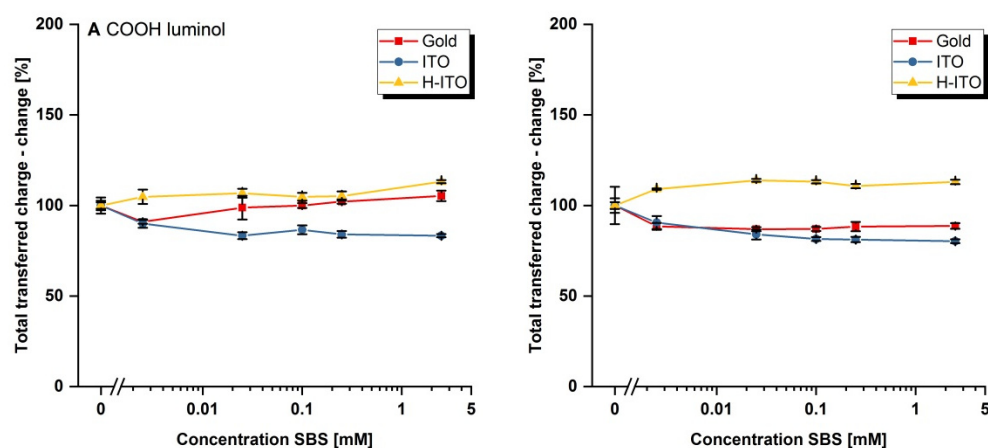 A COOH luminol
Gold
ITO
H-ITO
Total transferred charge - change [%]
200
150
100
50
0
0
0.01
0.1
1
5
Concentration SBS [mM]
Gold
ITO
H-ITO
Total transferred charge - change [%]
200
150
100
50
0
0
0.01
0.1
1
5
Concentration SBS [mM]